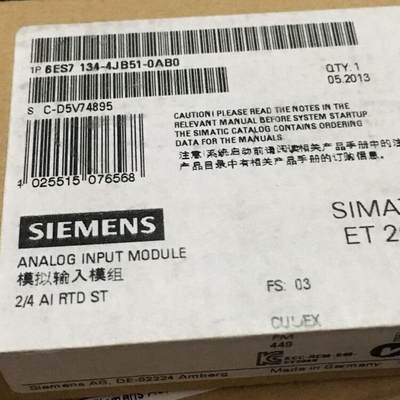 1P 6ES7 134-4JB51-0AB0
QTY. 1
05.2013
S C-D5V74895
CAUTION! PLEASE READ THE NOTES IN THE
RELEVANT MANUAL BEFORE SYSTEM STARTUP
THE SIMATIC CATALOG CONTAINS ORDERING
DATA FOR THE MANUALS.
注意!系统启动前请阅读相关产品手册中的注
产品目录中有相关产品手册的订购信息.
4 025515 076568
SIEMENS
SIMA
ET 2
ANALOG INPUT MODULE
模拟输入模组
2/4 AI RTD ST
FS: 03
449
Siemens AG, DE-92224 Amberg
Made in Germany